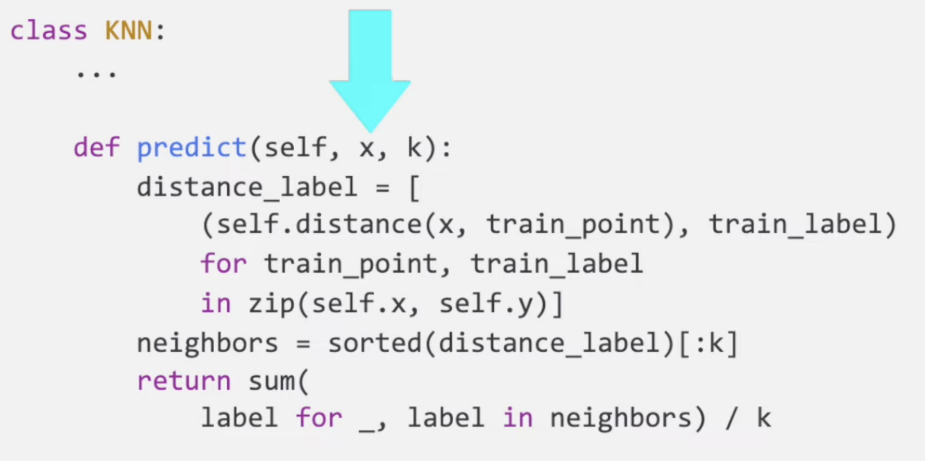 class KNN:
    ...
    def predict(self, x, k):
        distance_label = [
            (self.distance(x, train_point), train_label)
            for train_point, train_label
            in zip(self.x, self.y)]
        neighbors = sorted(distance_label)[:k]
        return sum(
            label for _, label in neighbors) / k